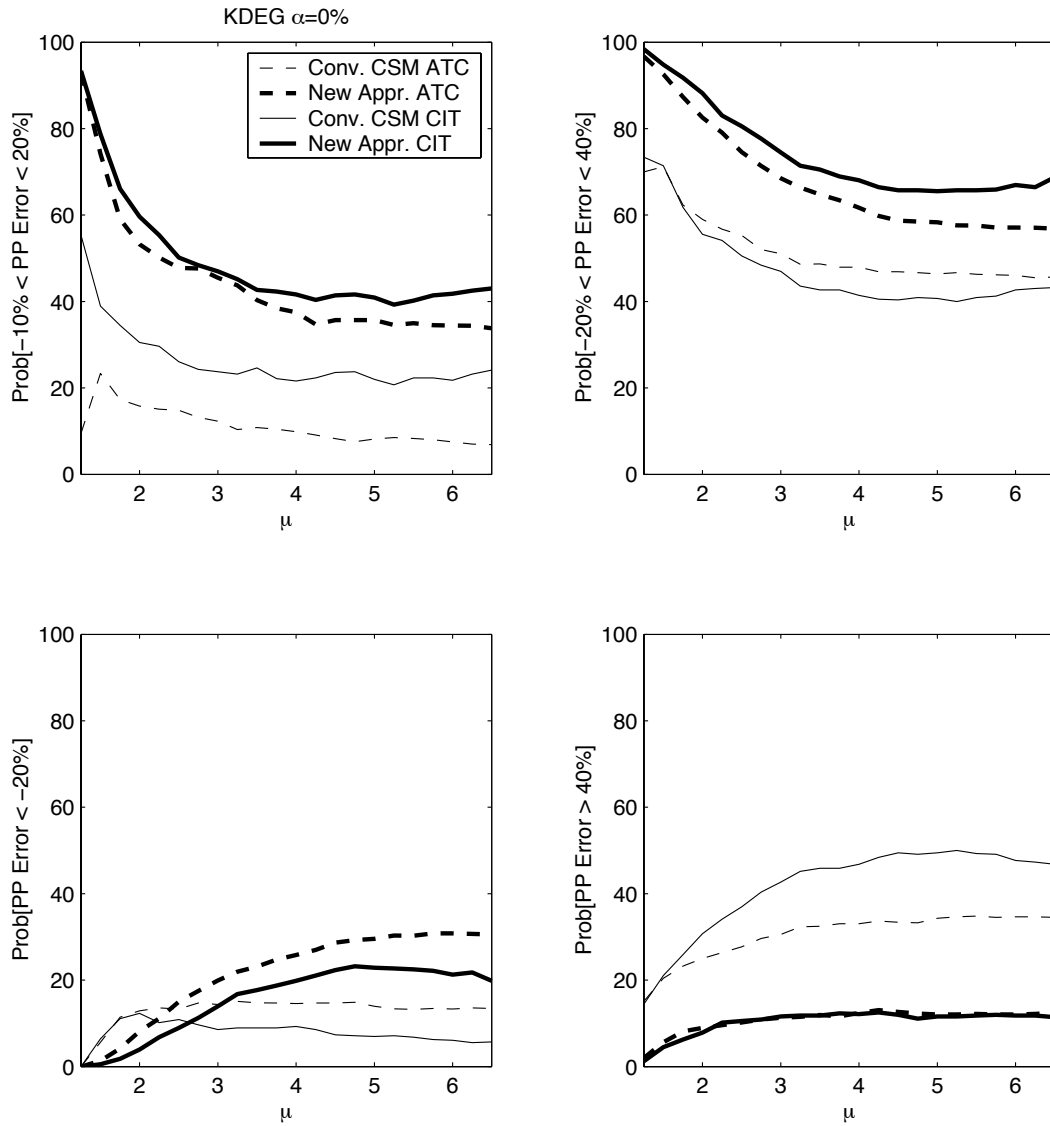 KDEG α=0%
Prob[−10% < PP Error < 20%]
100
80
60
40
20
0
Conv. CSM ATC
New Appr. ATC
Conv. CSM CIT
New Appr. CIT
2 3 4 5 6
μ
Prob[−20% < PP Error < 40%]
100
80
60
40
20
0
2 3 4 5 6
μ
Prob[PP Error < −20%]
100
80
60
40
20
0
2 3 4 5 6
μ
Prob[PP Error > 40%]
100
80
60
40
20
0
2 3 4 5 6
μ